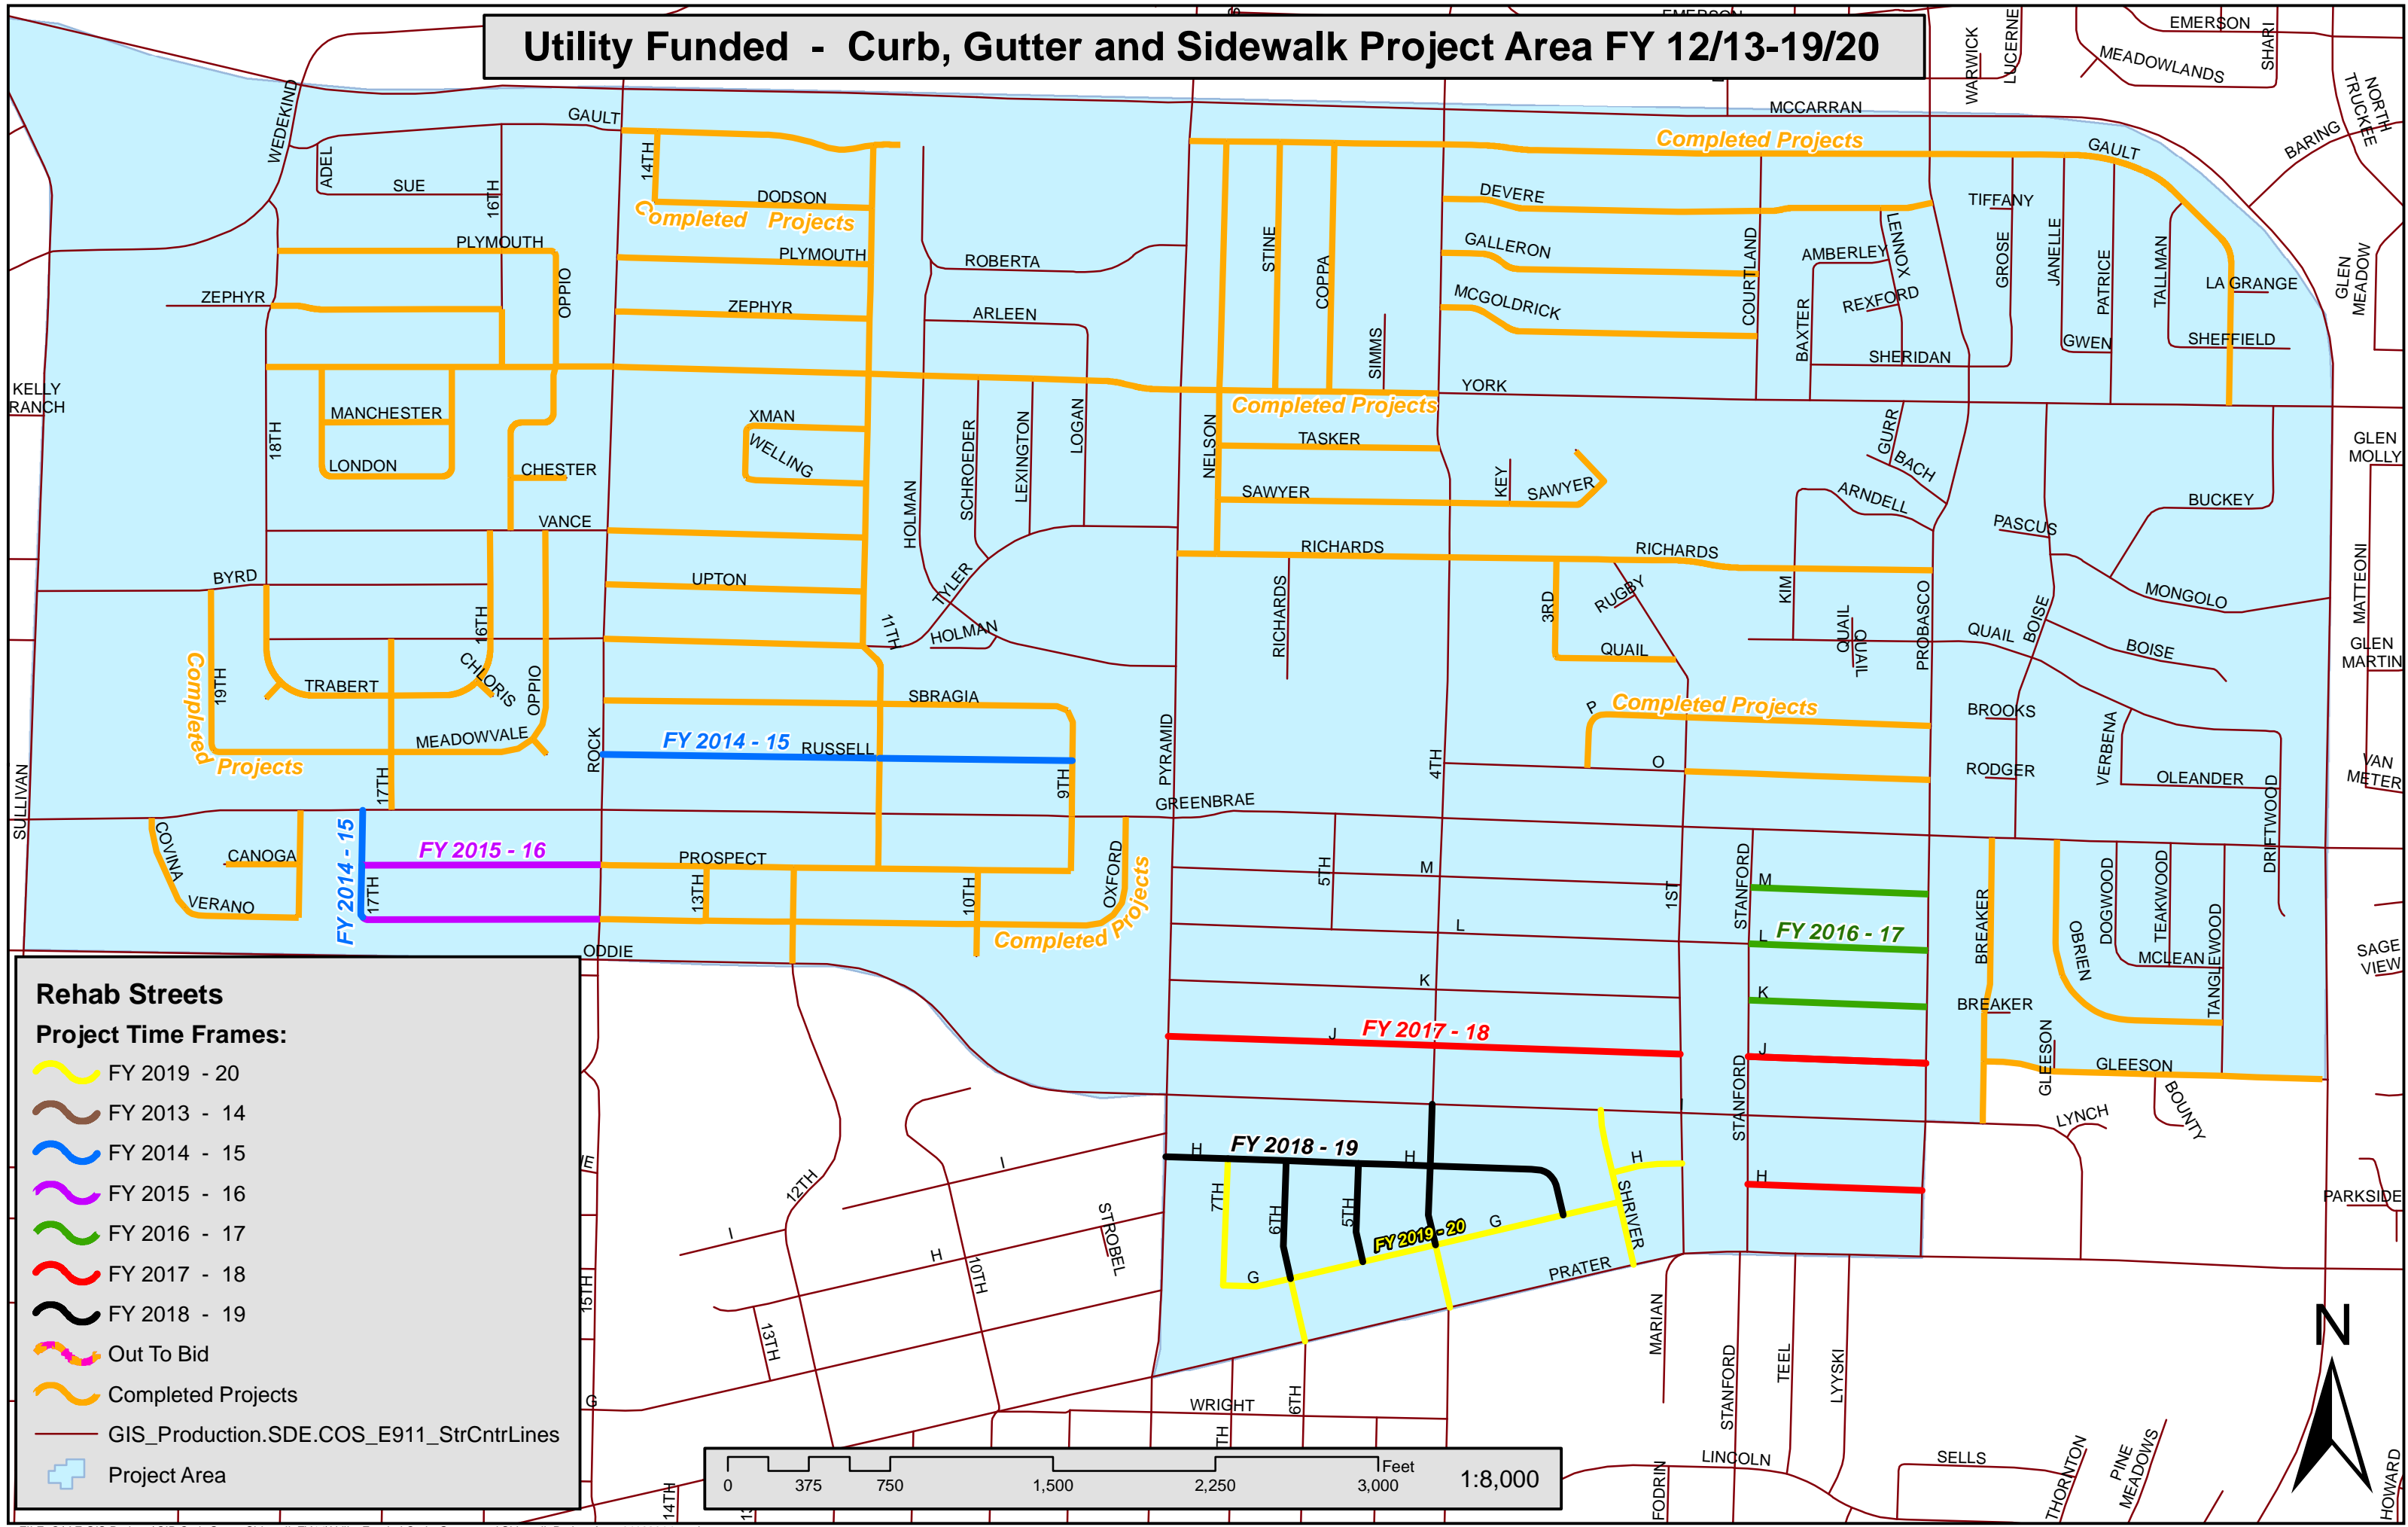 Utility Funded - Curb, Gutter and Sidewalk Project Area FY 12/13-19/20
EMERSON
WARWICK
LUCERNE
MEADOWLANDS
SHARI
NORTH
TRUCKEE
BARING
MCCARRAN
WEDEKIND
GAULT
ADEL
SUE
16TH
14TH
DODSON
Completed Projects
Completed Projects
GAULT
DEVERE
TIFFANY
PLYMOUTH
PLYMOUTH
OPPIO
ROBERTA
STINE
COPPA
GALLERON
COURTLAND
AMBERLEY
LENNOX
GROSE
JANELLE
PATRICE
TALLMAN
LA GRANGE
GLEN
MEADOW
ZEPHYR
ZEPHYR
ARLEEN
SIMMS
MCGOLDRICK
BAXTER
REXFORD
SHERIDAN
GWEN
SHEFFIELD
KELLY
RANCH
YORK
Completed Projects
MANCHESTER
LONDON
18TH
CHESTER
XMAN
WELLING
HOLMAN
SCHROEDER
LEXINGTON
LOGAN
NELSON
TASKER
SAWYER
KEY
SAWYER
GURR
BACH
ARNDELL
GLEN
MOLLY
BUCKEY
PASCUS
VANCE
BYRD
UPTON
TYLER
RICHARDS
RICHARDS
RICHARDS
3RD
RUGBY
KIM
QUAIL
QUAIL
PROBASCO
QUAIL
BOISE
MONGOLO
MATTEONI
16TH
11TH
HOLMAN
QUAIL
BOISE
GLEN
MARTIN
Completed
Projects
19TH
TRABERT
CHLORIS
OPPIO
MEADOWVALE
17TH
ROCK
SBRAGIA
FY 2014 - 15
RUSSELL
9TH
PYRAMID
4TH
P
Completed Projects
O
BROOKS
RODGER
VERBENA
OLEANDER
DRIFTWOOD
VAN
METER
SULLIVAN
GREENBRAE
COVINA
CANOGA
VERANO
FY 2014 - 15
17TH
FY 2015 - 16
PROSPECT
13TH
10TH
OXFORD
Completed Projects
ODDIE
5TH
M
L
K
1ST
STANFORD
M
L
FY 2016 - 17
K
BREAKER
BREAKER
OBRIEN
DOGWOOD
TEAKWOOD
MCLEAN
TANGLEWOOD
SAGE
VIEW
J
FY 2017 - 18
J
STANFORD
GLEESON
GLEESON
LYNCH
BOUNTY
I
H
FY 2018 - 19
H
H
H
7TH
6TH
5TH
FY 2019 - 20
G
G
SHRIVER
PRATER
PARKSIDE
12TH
I
I
H
10TH
STROBEL
13TH
15TH
G
MARIAN
STANFORD
TEEL
LYYSKI
WRIGHT
6TH
TH
LINCOLN
SELLS
FODRIN
THORNTON
PINE
MEADOWS
HOWARD
14TH
N
Rehab Streets
Project Time Frames:
FY 2019 - 20
FY 2013 - 14
FY 2014 - 15
FY 2015 - 16
FY 2016 - 17
FY 2017 - 18
FY 2018 - 19
Out To Bid
Completed Projects
GIS_Production.SDE.COS_E911_StrCntrLines
Project Area
0 375 750 1,500 2,250 3,000
Feet
1:8,000